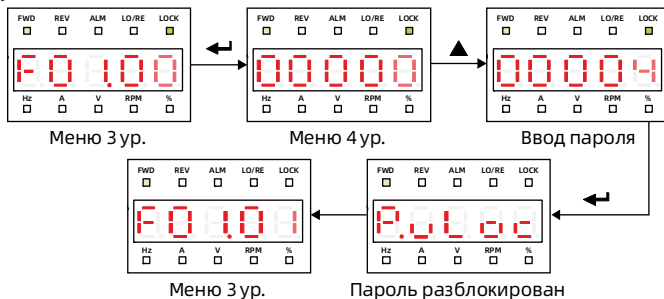 FWD REV ALM LO/RE LOCK
F01.00
Hz A V RPM %
Меню 3 ур.
FWD REV ALM LO/RE LOCK
00000
Hz A V RPM %
Меню 4 ур.
FWD REV ALM LO/RE LOCK
00004
Hz A V RPM %
Ввод пароля
FWD REV ALM LO/RE LOCK
P.uLoc
Hz A V RPM %
Пароль разблокирован
FWD REV ALM LO/RE LOCK
F01.01
Hz A V RPM %
Меню 3 ур.